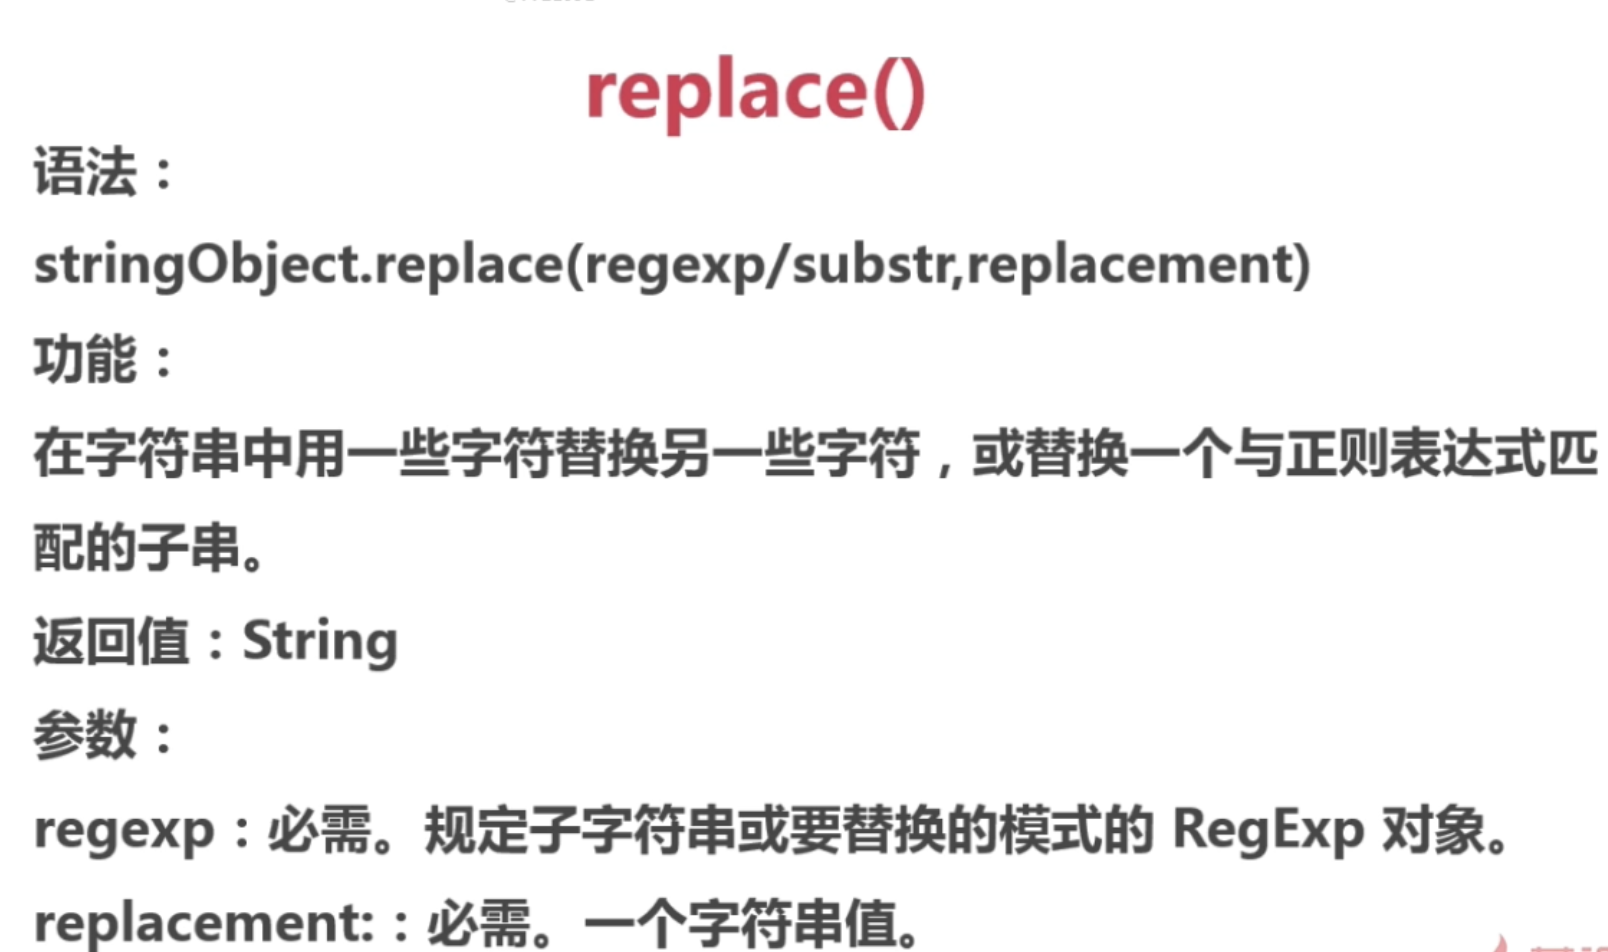 replace()
语法：
stringObject.replace(regexp/substr,replacement)
功能：
在字符串中用一些字符替换另一些字符，或替换一个与正则表达式匹
配的子串。
返回值：String
参数：
regexp：必需。规定子字符串或要替换的模式的 RegExp 对象。
replacement:：必需。一个字符串值。